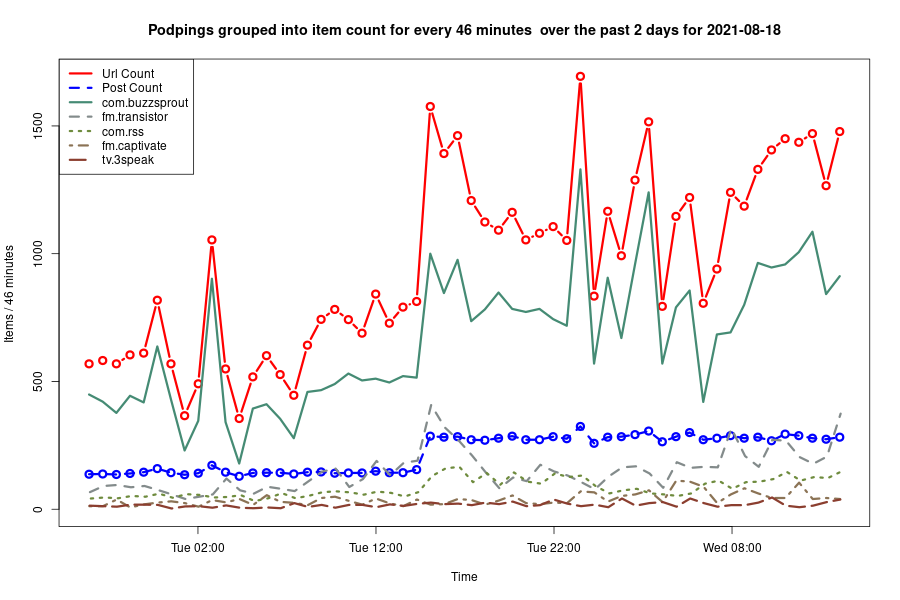 Podpings grouped into item count for every 46 minutes  over the past 2 days for 2021-08-18
Url Count
Post Count
com.buzzsprout
fm.transistor
com.rss
fm.captivate
tv.3speak
Items / 46 minutes
1500
1000
500
0
Tue 02:00
Tue 12:00
Tue 22:00
Wed 08:00
Time